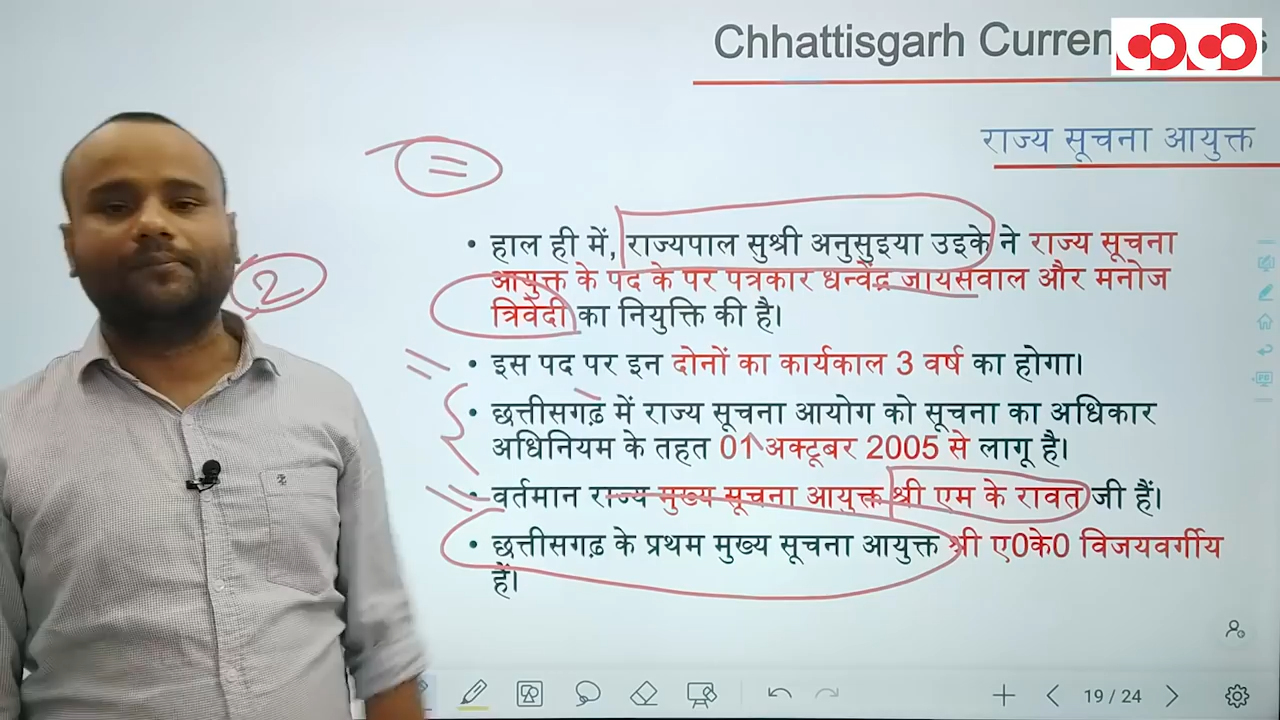 Chhattisgarh Curren s
राज्य सूचना आयुक्त
=
2
• हाल ही में, राज्यपाल सुश्री अनुसुइया उइके ने राज्य सूचना
आयुक्त के पद के पर पत्रकार धन्वेंद्र जायसवाल और मनोज
त्रिवेदी का नियुक्ति की है।
• इस पद पर इन दोनों का कार्यकाल 3 वर्ष का होगा।
• छत्तीसगढ़ में राज्य सूचना आयोग को सूचना का अधिकार
अधिनियम के तहत 01 अक्टूबर 2005 से लागू है।
• वर्तमान राज्य मुख्य सूचना आयुक्त श्री एम के रावत जी हैं।
• छत्तीसगढ़ के प्रथम मुख्य सूचना आयुक्त श्री ए0के0 विजयवर्गीय
हैं।
19 / 24